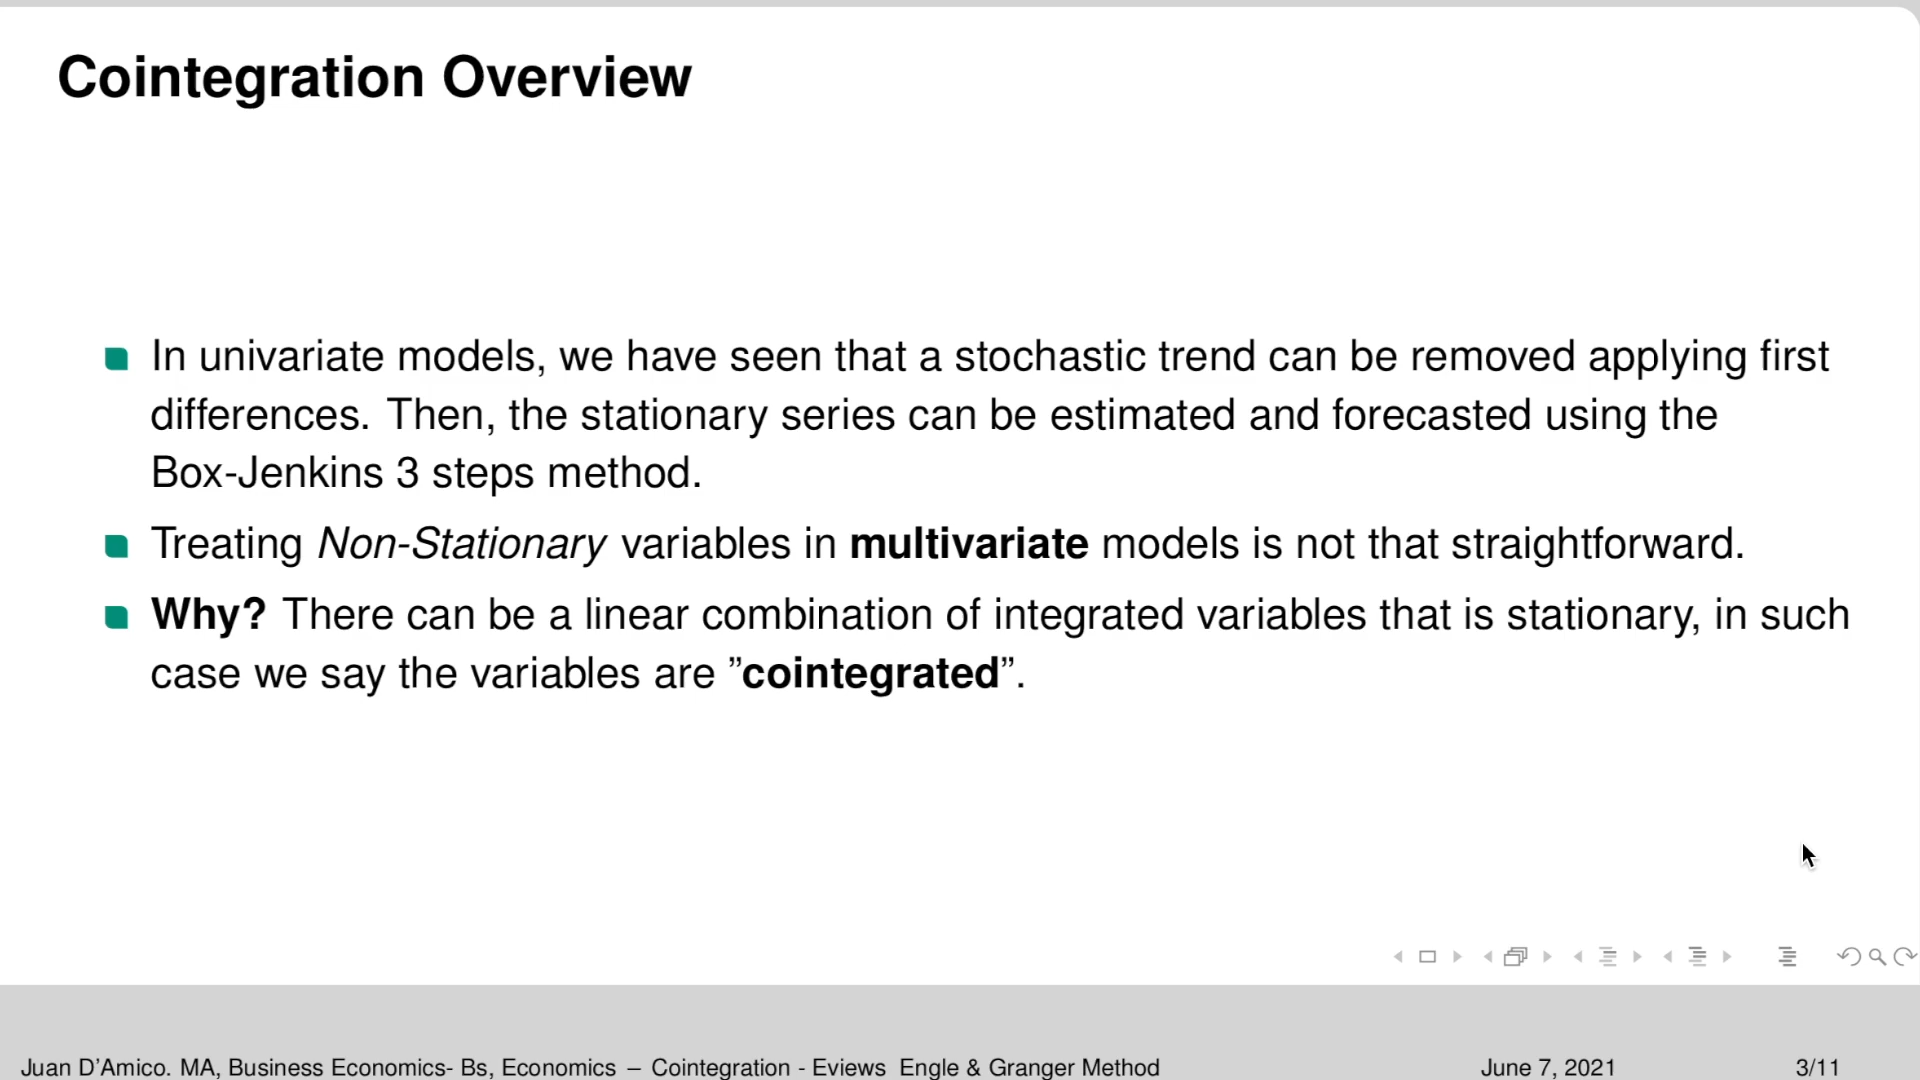 Cointegration Overview
In univariate models, we have seen that a stochastic trend can be removed applying first
differences. Then, the stationary series can be estimated and forecasted using the
Box-Jenkins 3 steps method.
Treating Non-Stationary variables in multivariate models is not that straightforward.
Why? There can be a linear combination of integrated variables that is stationary, in such
case we say the variables are ”cointegrated”.
Juan D’Amico. MA, Business Economics- Bs, Economics – Cointegration - Eviews Engle & Granger Method
June 7, 2021
3/11